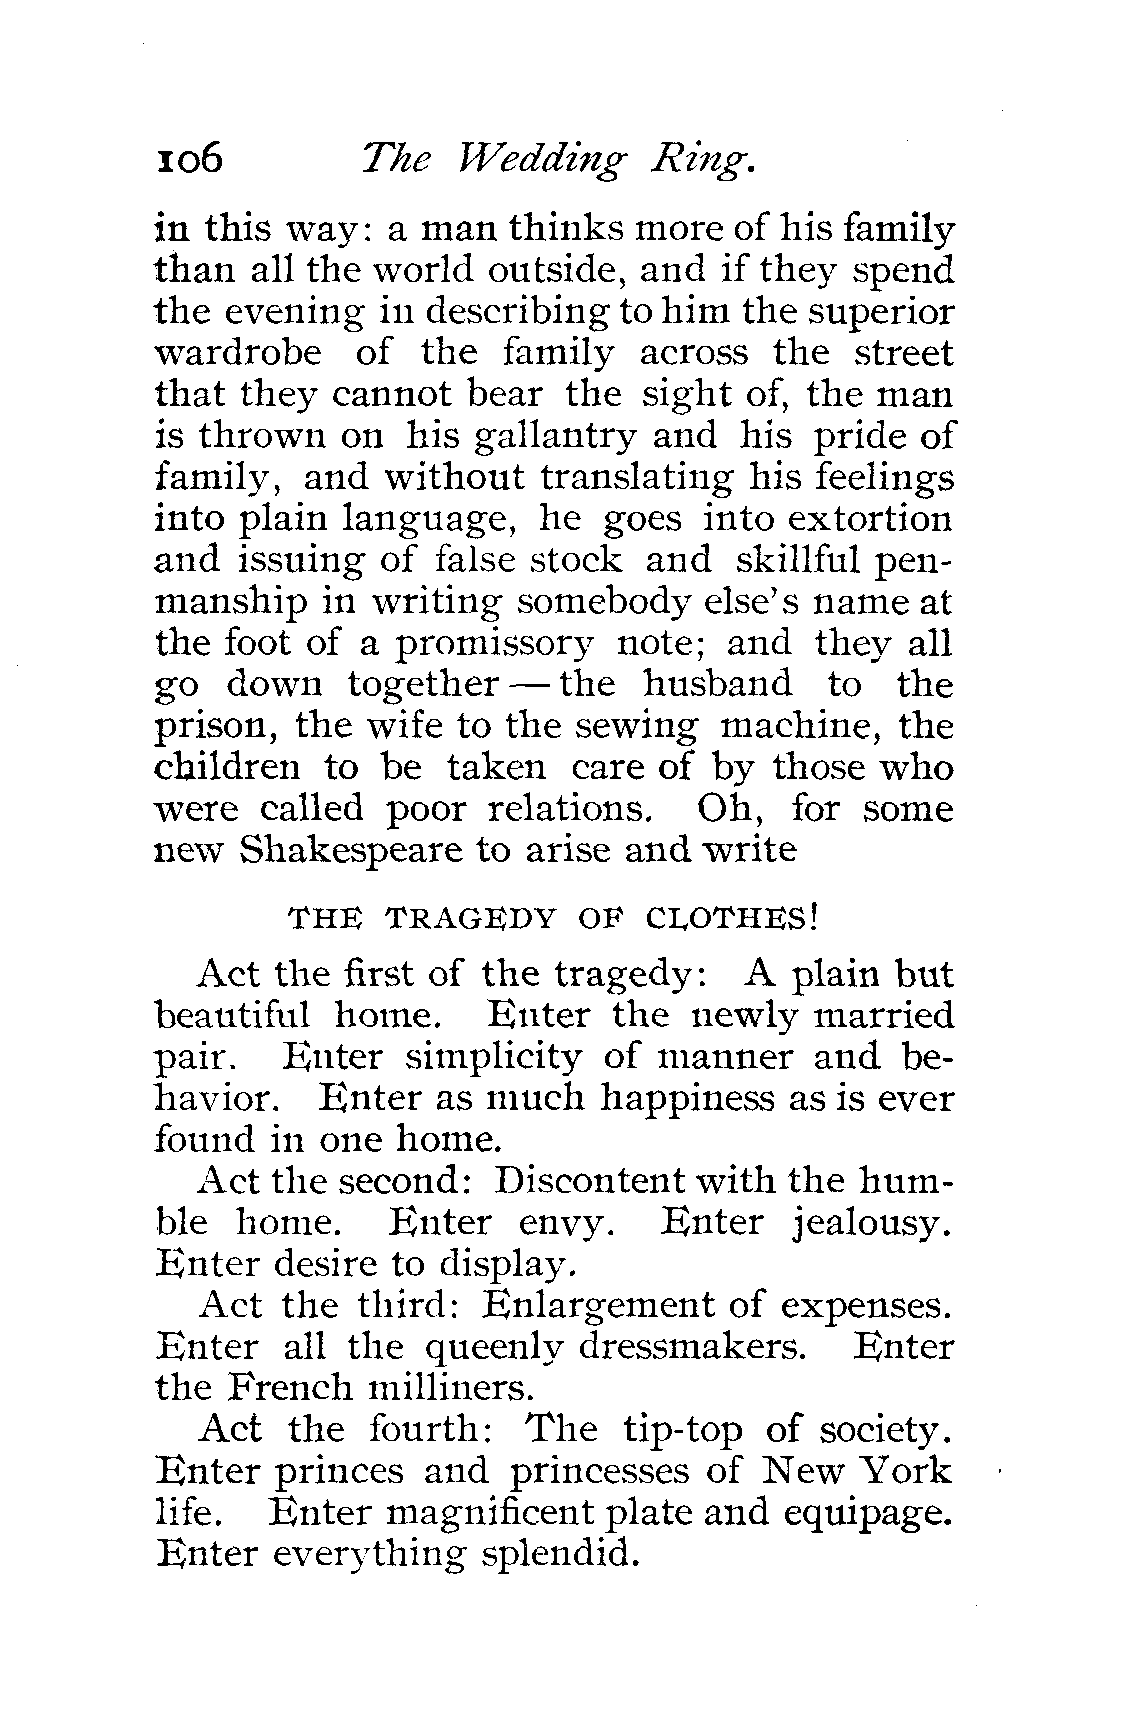 106 The Wedding Ring.
in this way: a man thinks more of his family
than all the world outside, and if they spend
the evening in describing to him the superior
wardrobe of the family across the street
that they cannot bear the sight of, the man
is thrown on his gallantry and his pride of
family, and without translating his feelings
into plain language, he goes into extortion
and issuing of false stock and skillful pen-
manship in writing somebody else's name at
the foot of a promissory note; and they all
go down together — the husband to the
prison, the wife to the sewing machine, the
children to be taken care of by those who
were called poor relations. Oh, for some
new Shakespeare to arise and write
THE TRAGEDY OF CLOTHES!
Act the first of the tragedy: A plain but
beautiful home. Enter the newly married
pair. Enter simplicity of manner and be-
havior. Enter as much happiness as is ever
found in one home.
Act the second: Discontent with the hum-
ble home. Enter envy. Enter jealousy.
Enter desire to display.
Act the third: Enlargement of expenses.
Enter all the queenly dressmakers. Enter
the French milliners.
Act the fourth: The tip-top of society.
Enter princes and princesses of New York
life. Enter magnificent plate and equipage.
Enter everything splendid.